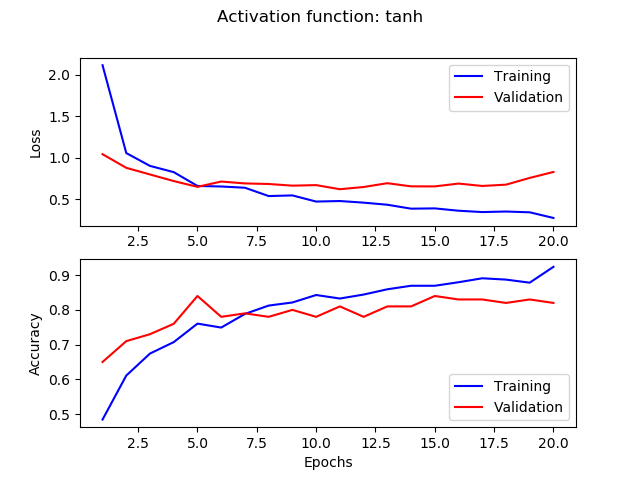 Activation function: tanh
2.0
1.5
1.0
0.5
Loss
Training
Validation
2.5 5.0 7.5 10.0 12.5 15.0 17.5 20.0
0.9
0.8
0.7
0.6
0.5
Accuracy
Training
Validation
2.5 5.0 7.5 10.0 12.5 15.0 17.5 20.0
Epochs